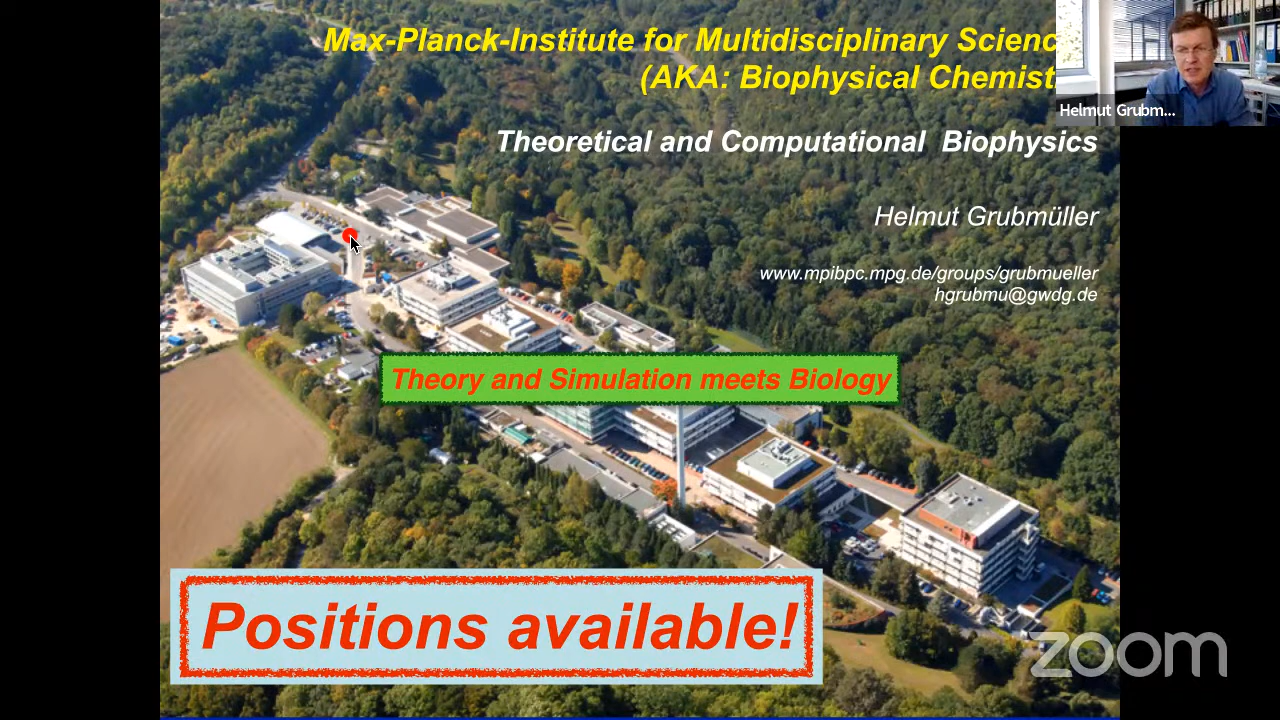 Max-Planck-Institute for Multidisciplinary Scienc
(AKA: Biophysical Chemist
Helmut Grubm...
Theoretical and Computational Biophysics
Helmut Grubmüller
www.mpibpc.mpg.de/groups/grubmueller
hgrubmu@gwdg.de
Theory and Simulation meets Biology
Positions available!
zoom